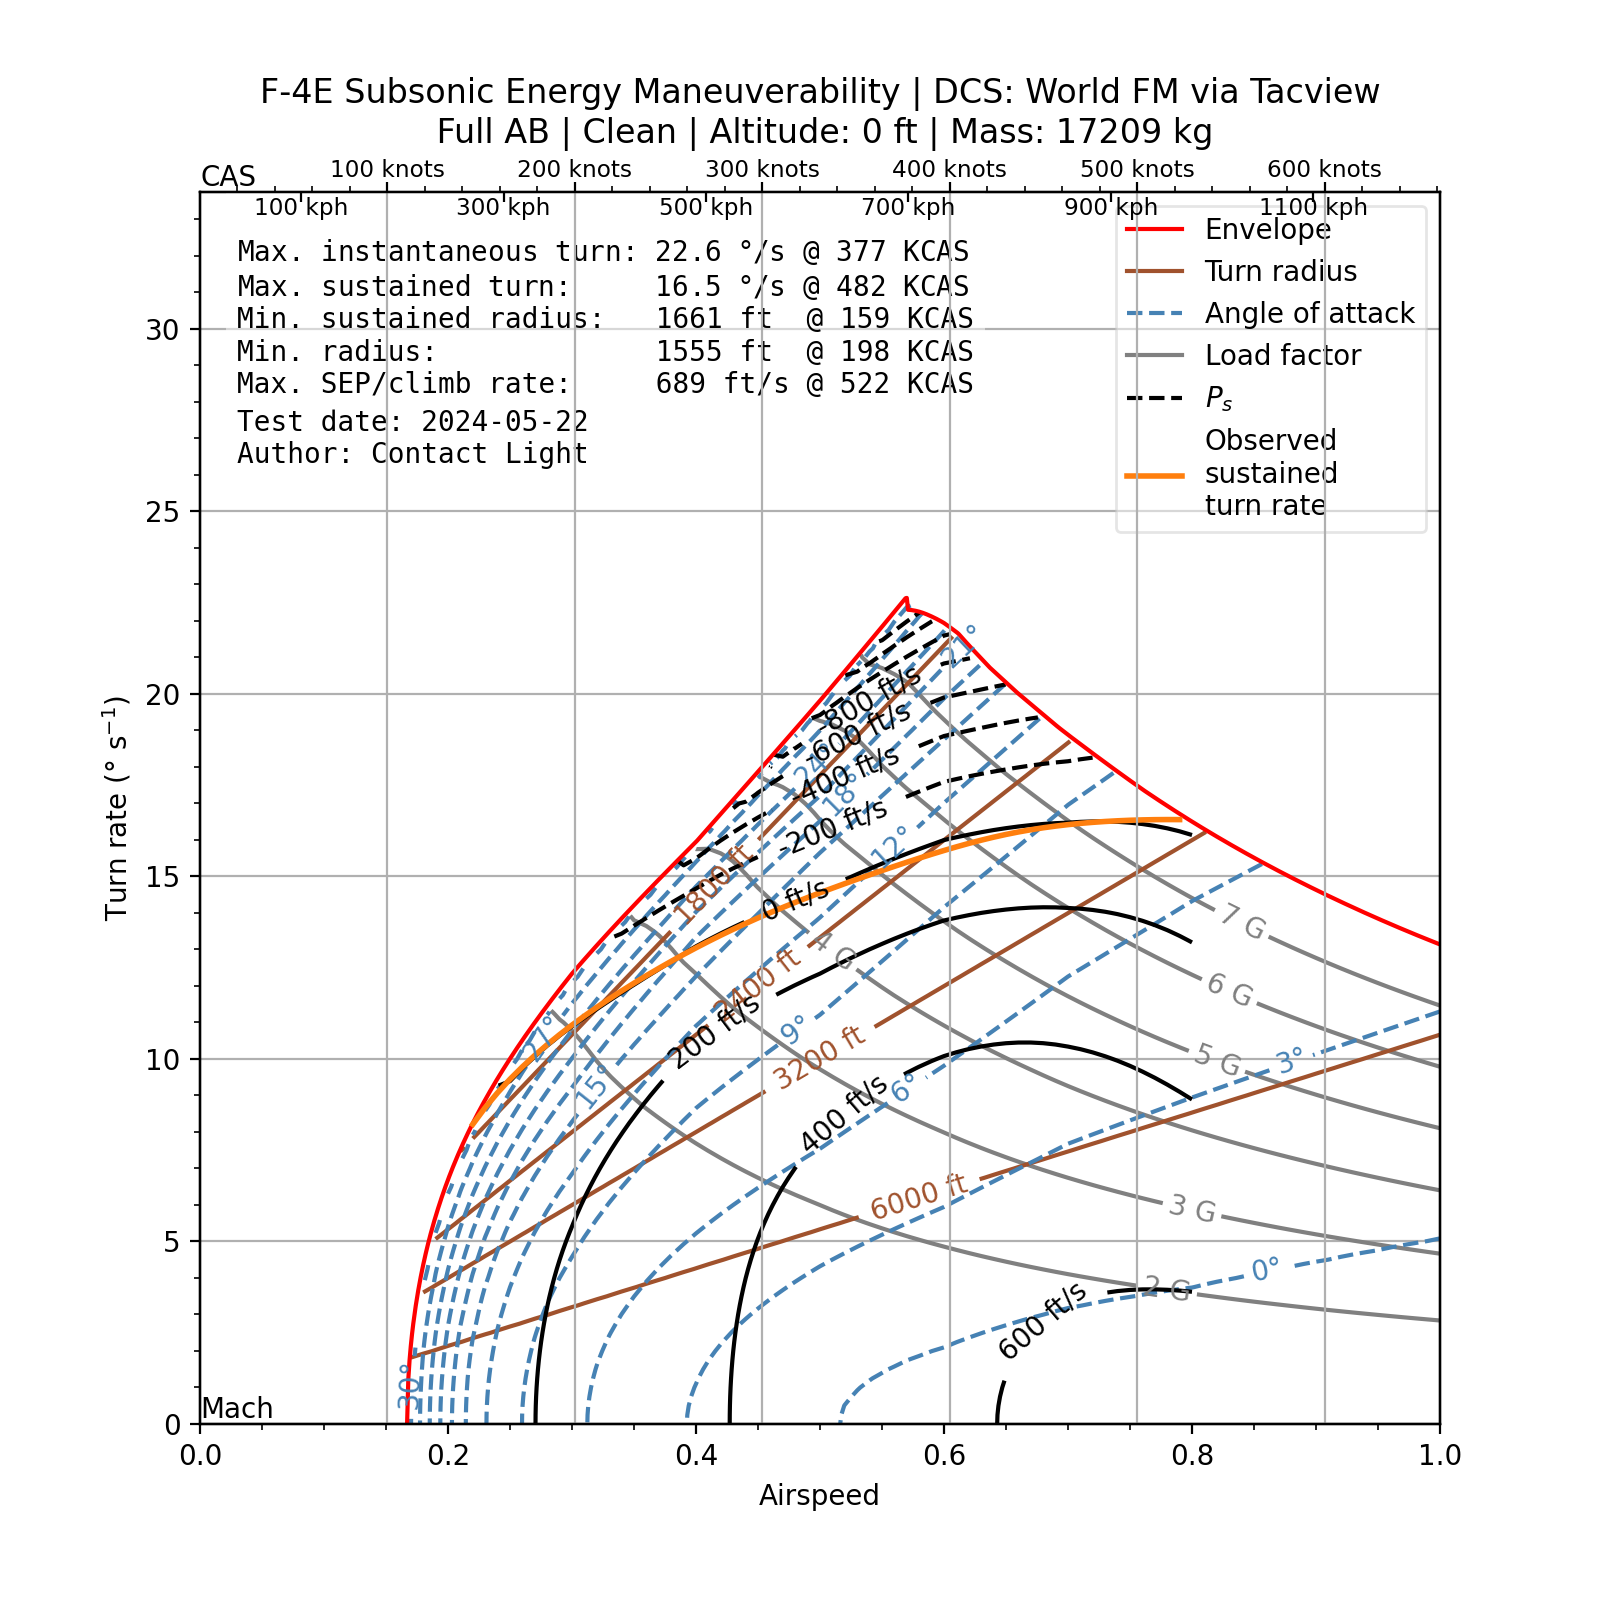 F-4E Subsonic Energy Maneuverability | DCS: World FM via Tacview
Full AB | Clean | Altitude: 0 ft | Mass: 17209 kg
CAS
100 knots 200 knots 300 knots 400 knots 500 knots 600 knots
100 kph 300 kph 500 kph 700 kph 900 kph 1100 kph
Max. instantaneous turn: 22.6 °/s @ 377 KCAS
Max. sustained turn: 16.5 °/s @ 482 KCAS
Min. sustained radius: 1661 ft @ 159 KCAS
Min. radius: 1555 ft @ 198 KCAS
Max. SEP/climb rate: 689 ft/s @ 522 KCAS
Test date: 2024-05-22
Author: Contact Light
Envelope
Turn radius
Angle of attack
Load factor
Ps
Observed
sustained
turn rate
30
25
20
15
10
5
0
Turn rate (° s⁻¹)
21°
-800 ft/s
-600 ft/s
24°
-400 ft/s
18°
-200 ft/s
12°
1800 ft
0 ft/s
7 G
4 G
2400 ft
6 G
200 ft/s
27°
9°
3200 ft
5 G
3°
15°
6°
400 ft/s
6000 ft
3 G
0°
2 G
600 ft/s
30°
Mach
0.0 0.2 0.4 0.6 0.8 1.0
Airspeed